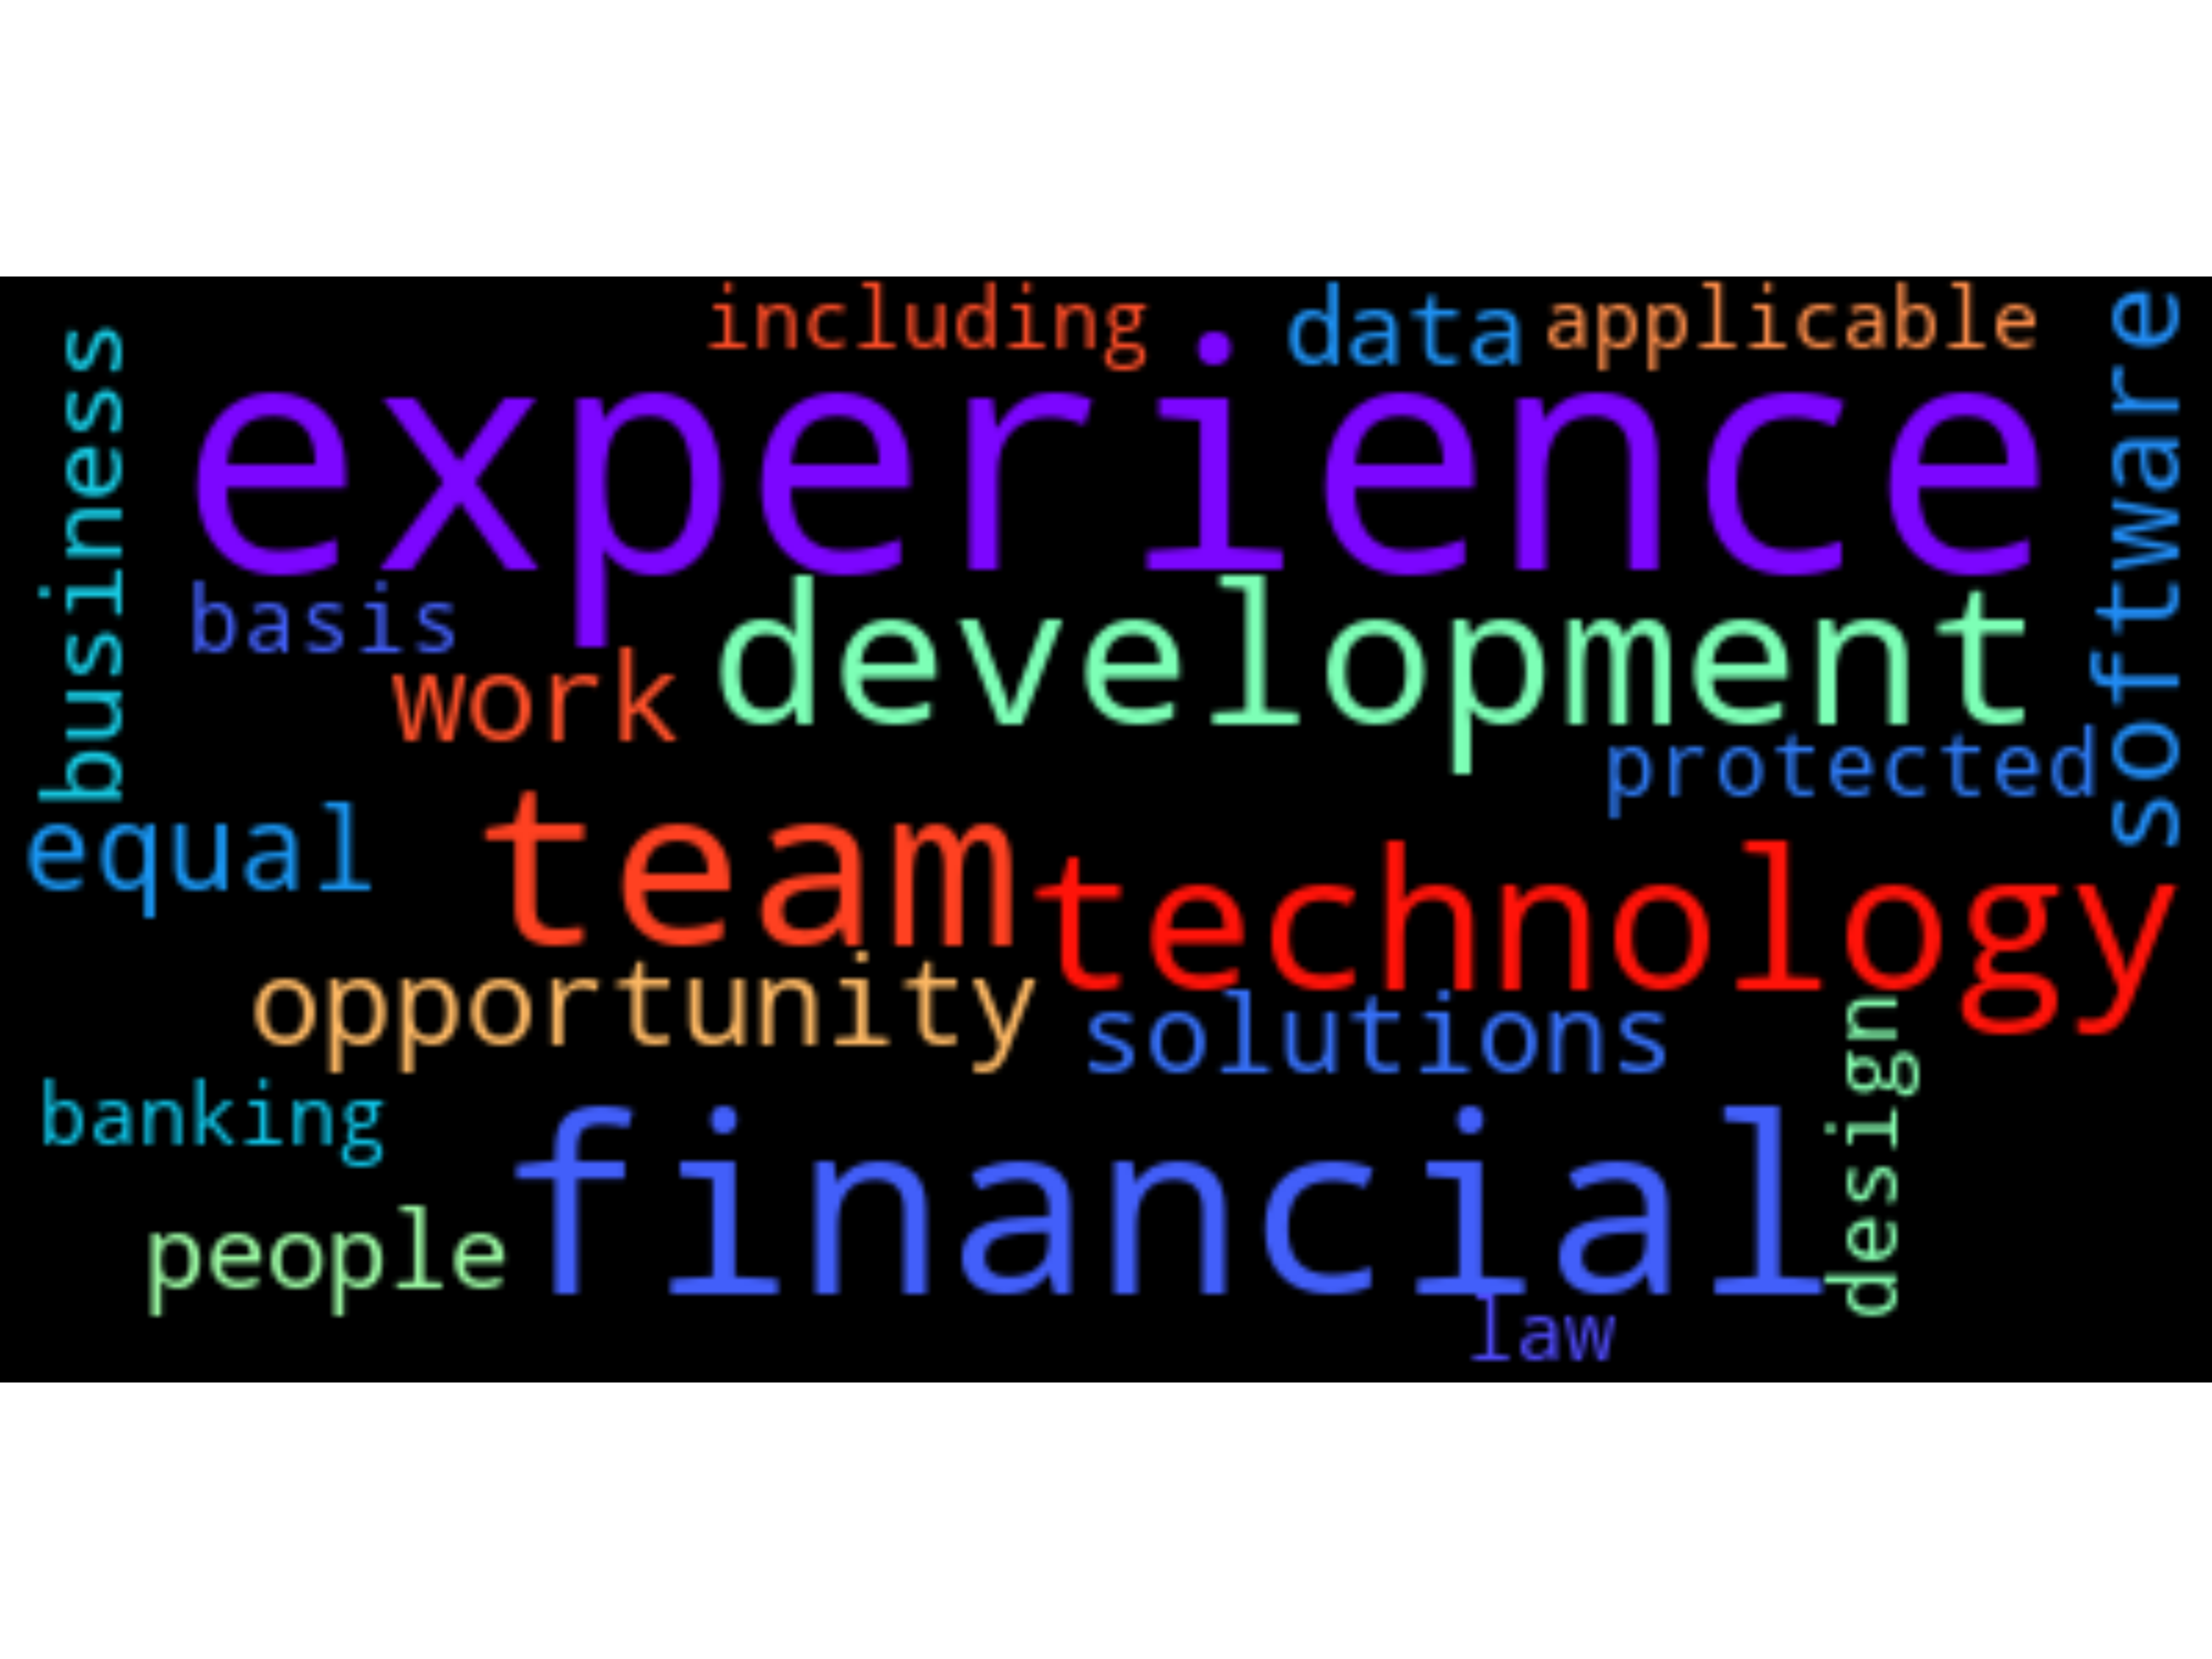 including
data
applicable
software
business
experience
basis
development
work
protected
equal
team
technology
opportunity
solutions
design
banking
financial
people
law